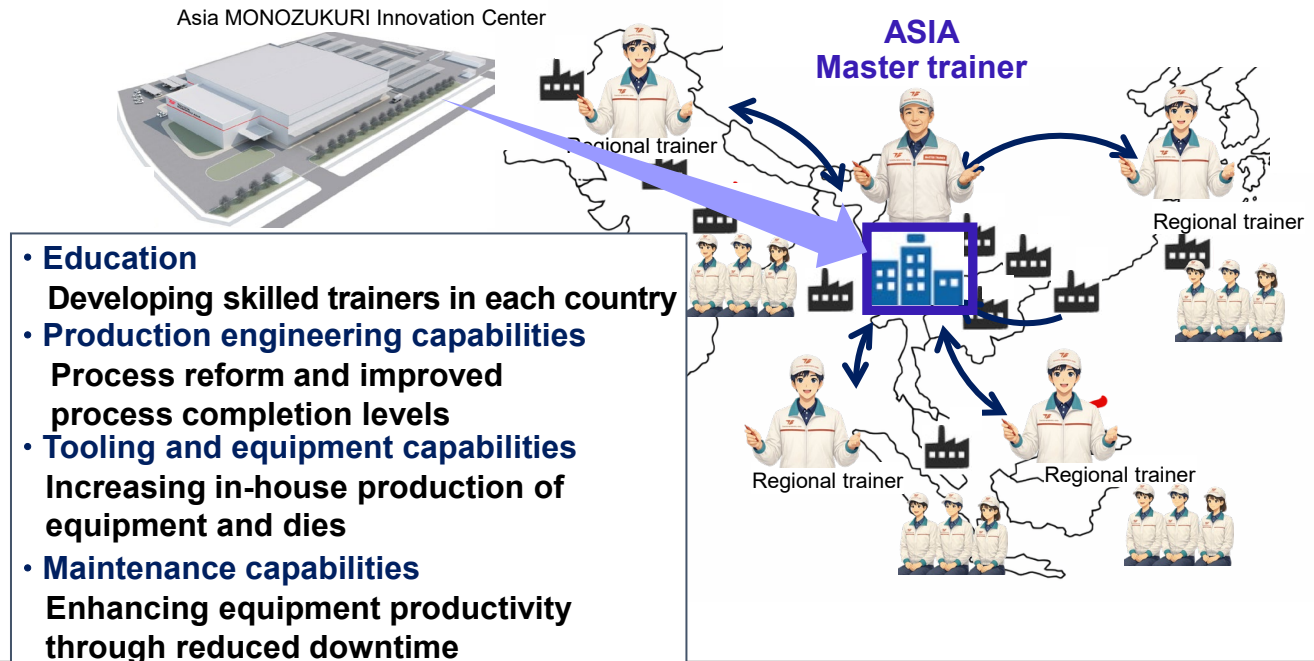 Asia MONOZUKURI Innovation Center
ASIA
Master trainer
Regional trainer
Regional trainer
Regional trainer
Regional trainer
・Education
Developing skilled trainers in each country
・Production engineering capabilities
Process reform and improved
process completion levels
・Tooling and equipment capabilities
Increasing in-house production of
equipment and dies
・Maintenance capabilities
Enhancing equipment productivity
through reduced downtime